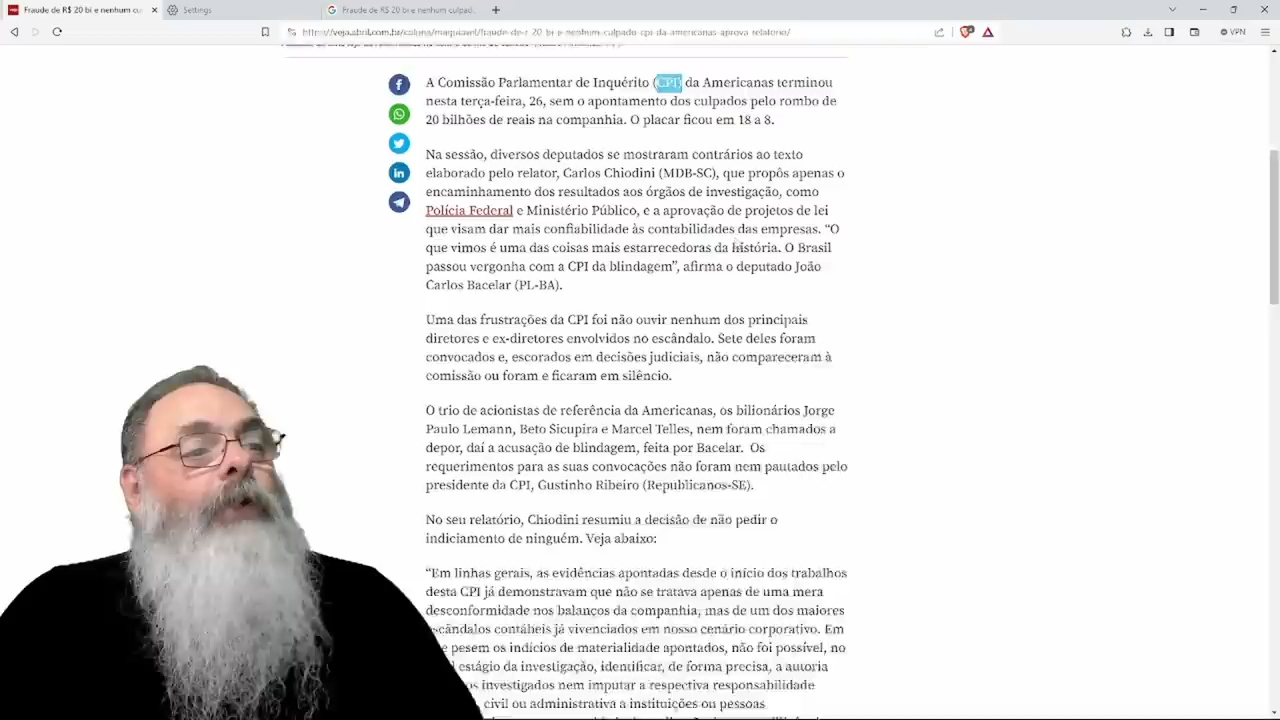 Fraude de R$ 20 bi e nenhum cu
Settings
Fraude de R$ 20 bi e nenhum culpad
https://veja.abril.com.br/coluna/maquiavel/fraude-de-r-20-bi-e-nenhum-culpado-cpi-da-americanas-aprova-relatorio/
VPN
A Comissão Parlamentar de Inquérito (CPI) da Americanas terminou
nesta terça-feira, 26, sem o apontamento dos culpados pelo rombo de
20 bilhões de reais na companhia. O placar ficou em 18 a 8.
Na sessão, diversos deputados se mostraram contrários ao texto
elaborado pelo relator, Carlos Chiodini (MDB-SC), que propôs apenas o
encaminhamento dos resultados aos órgãos de investigação, como
Polícia Federal e Ministério Público, e a aprovação de projetos de lei
que visam dar mais confiabilidade às contabilidades das empresas. “O
que vimos é uma das coisas mais estarrecedoras da história. O Brasil
passou vergonha com a CPI da blindagem”, afirma o deputado João
Carlos Bacelar (PL-BA).
Uma das frustrações da CPI foi não ouvir nenhum dos principais
diretores e ex-diretores envolvidos no escândalo. Sete deles foram
convocados e, escorados em decisões judiciais, não compareceram à
comissão ou foram e ficaram em silêncio.
O trio de acionistas de referência da Americanas, os bilionários Jorge
Paulo Lemann, Beto Sicupira e Marcel Telles, nem foram chamados a
depor, daí a acusação de blindagem, feita por Bacelar. Os
requerimentos para as suas convocações não foram nem pautados pelo
presidente da CPI, Gustinho Ribeiro (Republicanos-SE).
No seu relatório, Chiodini resumiu a decisão de não pedir o
indiciamento de ninguém. Veja abaixo:
“Em linhas gerais, as evidências apontadas desde o início dos trabalhos
desta CPI já demonstravam que não se tratava apenas de uma mera
desconformidade nos balanços da companhia, mas de um dos maiores
escândalos contábeis já vivenciados em nosso cenário corporativo. Em
pesem os indícios de materialidade apontados, não foi possível, no
estágio da investigação, identificar, de forma precisa, a autoria
os investigados nem imputar a respectiva responsabilidade
civil ou administrativa a instituições ou pessoas